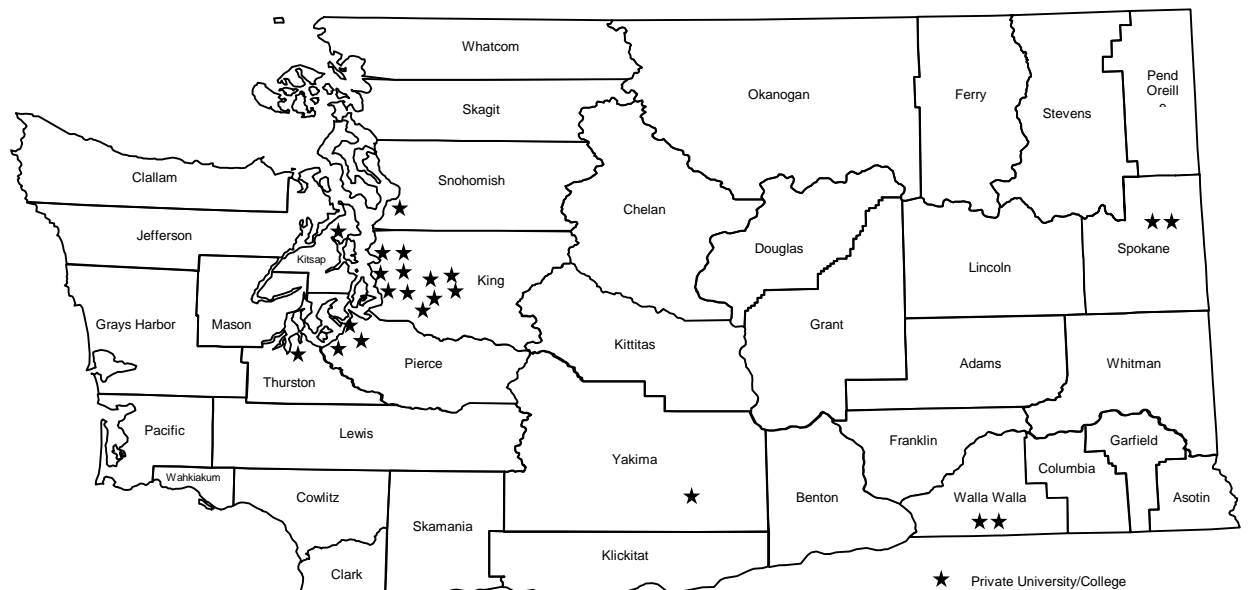 Whatcom
Okanogan
Ferry
Stevens
Pend
Oreill
Skagit
Clallam
Snohomish
Chelan
Jefferson
Douglas
Spokane
Kitsap
King
Lincoln
Grays Harbor
Mason
Grant
Kittitas
Pierce
Adams
Whitman
Thurston
Pacific
Lewis
Franklin
Garfield
Yakima
Columbia
Wahkiakum
Cowlitz
Benton
Walla Walla
Asotin
Skamania
Klickitat
Clark
Private University/College